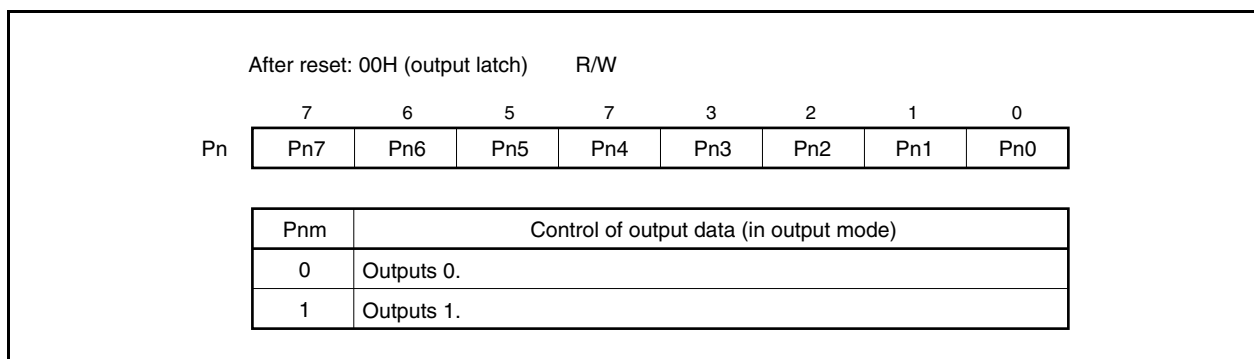 After reset: 00H (output latch) R/W
7 6 5 7 3 2 1 0
Pn Pn7 Pn6 Pn5 Pn4 Pn3 Pn2 Pn1 Pn0
Pnm Control of output data (in output mode)
0 Outputs 0.
1 Outputs 1.